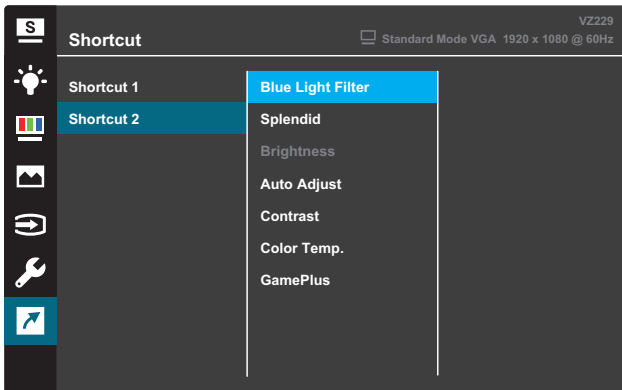 S
VZ229
Shortcut
Standard Mode VGA 1920 x 1080 @ 60Hz
Shortcut 1
Shortcut 2
Blue Light Filter
Splendid
Brightness
Auto Adjust
Contrast
Color Temp.
GamePlus